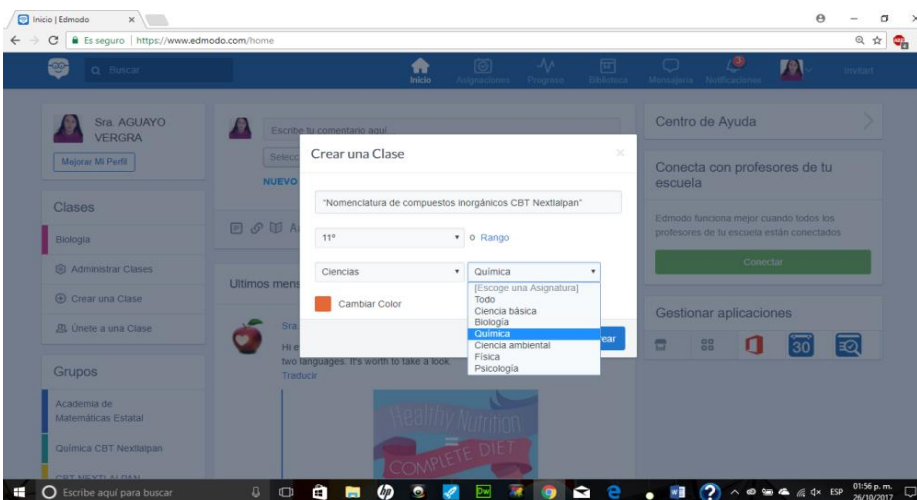 Inicio | Edmodo
Es seguro | https://www.edmodo.com/home
Buscar
Inicio
Asignaciones
Progreso
Biblioteca
Mensajería
Notificaciones
Sra. AGUAYO
VERGRA
Mejorar Mi Perfil
Clases
Biología
Administrar Clases
Crear una Clase
Únete a una Clase
Grupos
Academia de
Matemáticas Estatal
Química CBT Nextlalpan
CBT NEXTLALPAN
Escribe tu comentario aquí
Selecc
NUEVO
Ultimos mens
Sra.
Hi e
two languages. It's worth to take a look.
Traducir
Healthy Nutrition
=
COMPLETE DIET
Crear una Clase
"Nomenclatura de compuestos inorgánicos CBT Nextlalpan"
11º
o Rango
Ciencias
Química
[Escoge una Asignatura]
Todo
Ciencia básica
Biología
Química
Ciencia ambiental
Física
Psicología
Cambiar Color
ear
Centro de Ayuda
Conecta con profesores de tu
escuela
Edmodo funciona mejor cuando todos los
profesores de tu escuela están conectados
Conectar
Gestionar aplicaciones
30
Escribe aquí para buscar
ESP
01:56 p. m.
26/10/2017